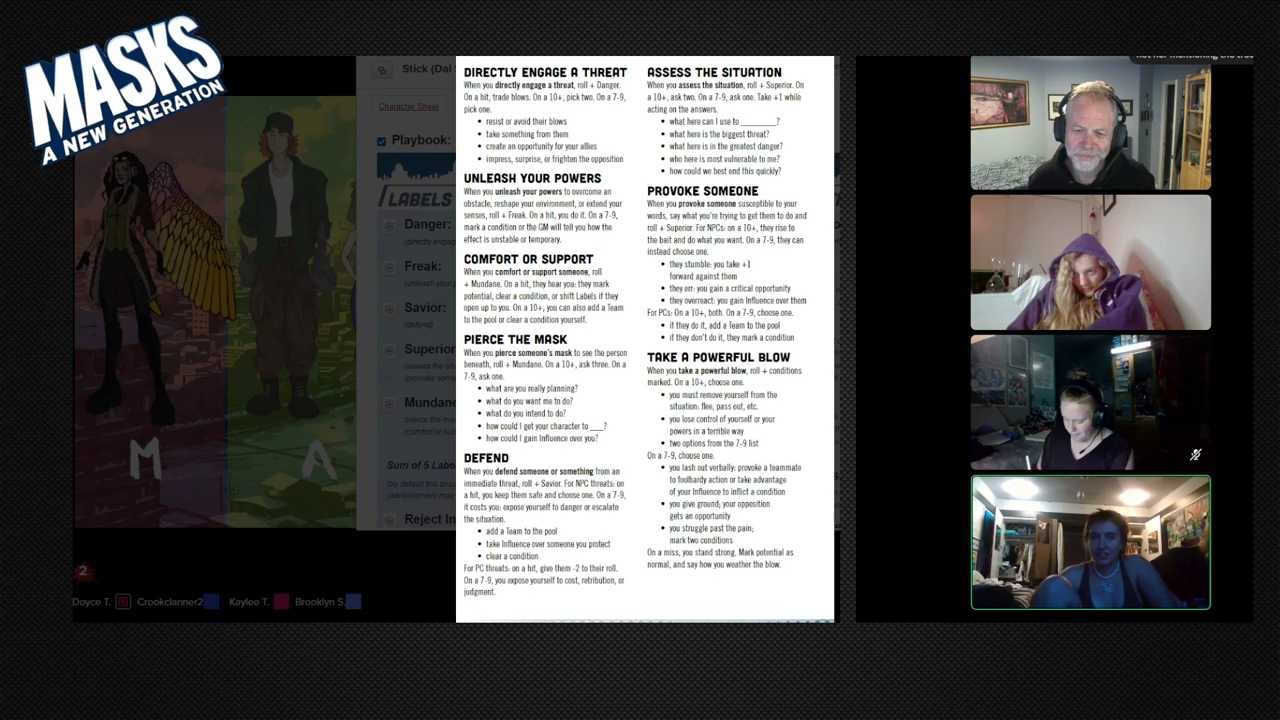 MASKS
A NEW GENERATION
Stick (Dal
Character Sheet
Playbook:
LABELS
Danger:
(directly engag
Freak:
(unleash your
Savior:
(defend)
Superior
(assess the situ
(provoke some
Mundane
(pierce the mas
(comfort or sup
Sum of 5 Label
(by default this shou
(advancement may
Reject In
M
A
2
Doyce T.
Crookclanner2
Kaylee T.
Brooklyn S.
DIRECTLY ENGAGE A THREAT
When you directly engage a threat, roll + Danger.
On a hit, trade blows. On a 10+, pick two. On a 7-9,
pick one.
• resist or avoid their blows
• take something from them
• create an opportunity for your allies
• impress, surprise, or frighten the opposition
UNLEASH YOUR POWERS
When you unleash your powers to overcome an
obstacle, reshape your environment, or extend your
senses, roll + Freak. On a hit, you do it. On a 7-9,
mark a condition or the GM will tell you how the
effect is unstable or temporary.
COMFORT OR SUPPORT
When you comfort or support someone, roll
+ Mundane. On a hit, they hear you: they mark
potential, clear a condition, or shift Labels if they
open up to you. On a 10+, you can also add a Team
to the pool or clear a condition yourself.
PIERCE THE MASK
When you pierce someone's mask to see the person
beneath, roll + Mundane. On a 10+, ask three. On a
7-9, ask one.
• what are you really planning?
• what do you want me to do?
• what do you intend to do?
• how could I get your character to ___?
• how could I gain Influence over you?
DEFEND
When you defend someone or something from an
immediate threat, roll + Savior. For NPC threats: on
a hit, you keep them safe and choose one. On a 7-9,
it costs you: expose yourself to danger or escalate
the situation.
• add a Team to the pool
• take Influence over someone you protect
• clear a condition
For PC threats: on a hit, give them -2 to their roll.
On a 7-9, you expose yourself to cost, retribution, or
judgment.
ASSESS THE SITUATION
When you assess the situation, roll + Superior. On
a 10+, ask two. On a 7-9, ask one. Take +1 while
acting on the answers.
• what here can I use to ________?
• what here is the biggest threat?
• what here is in the greatest danger?
• who here is most vulnerable to me?
• how could we best end this quickly?
PROVOKE SOMEONE
When you provoke someone susceptible to your
words, say what you're trying to get them to do and
roll + Superior. For NPCs: on a 10+, they rise to
the bait and do what you want. On a 7-9, they can
instead choose one.
• they stumble: you take +1
forward against them
• they err: you gain a critical opportunity
• they overreact: you gain Influence over them
For PCs: On a 10+, both. On a 7-9, choose one.
• if they do it, add a Team to the pool
• if they don't do it, they mark a condition
TAKE A POWERFUL BLOW
When you take a powerful blow, roll + conditions
marked. On a 10+, choose one.
• you must remove yourself from the
situation: flee, pass out, etc.
• you lose control of yourself or your
powers in a terrible way
• two options from the 7-9 list
On a 7-9, choose one.
• you lash out verbally: provoke a teammate
to foolhardy action or take advantage
of your Influence to inflict a condition
• you give ground; your opposition
gets an opportunity
• you struggle past the pain;
mark two conditions
On a miss, you stand strong. Mark potential as
normal, and say how you weather the blow.